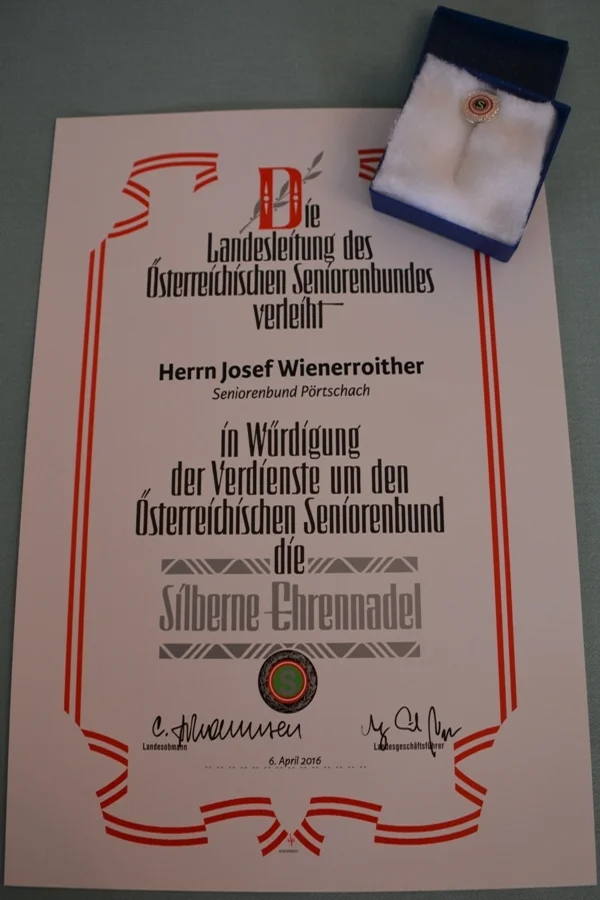 Die
Landesleitung des
Österreichischen Seniorenbundes
verleiht
Herrn Josef Wienerroither
Seniorenbund Pörtschach
in Würdigung
der Verdienste um den
Österreichischen Seniorenbund
die
Silberne Ehrennadel
S
Landesobmann
Landesgeschäftsführer
6. April 2016
S